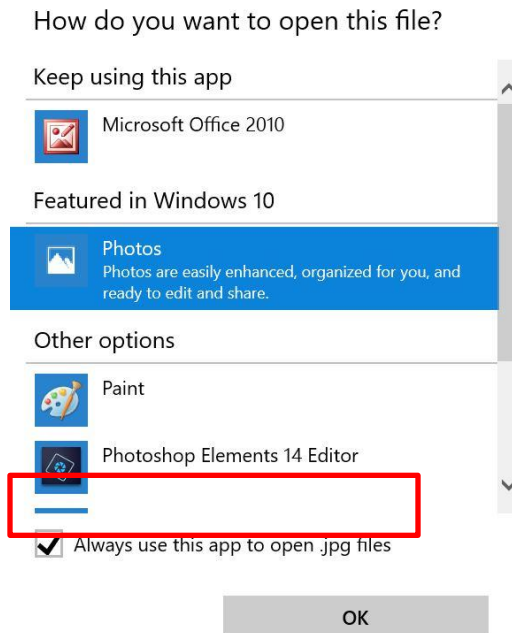 How do you want to open this file?
Keep using this app
Microsoft Office 2010
Featured in Windows 10
Photos
Photos are easily enhanced, organized for you, and
ready to edit and share.
Other options
Paint
Photoshop Elements 14 Editor
Always use this app to open .jpg files
OK